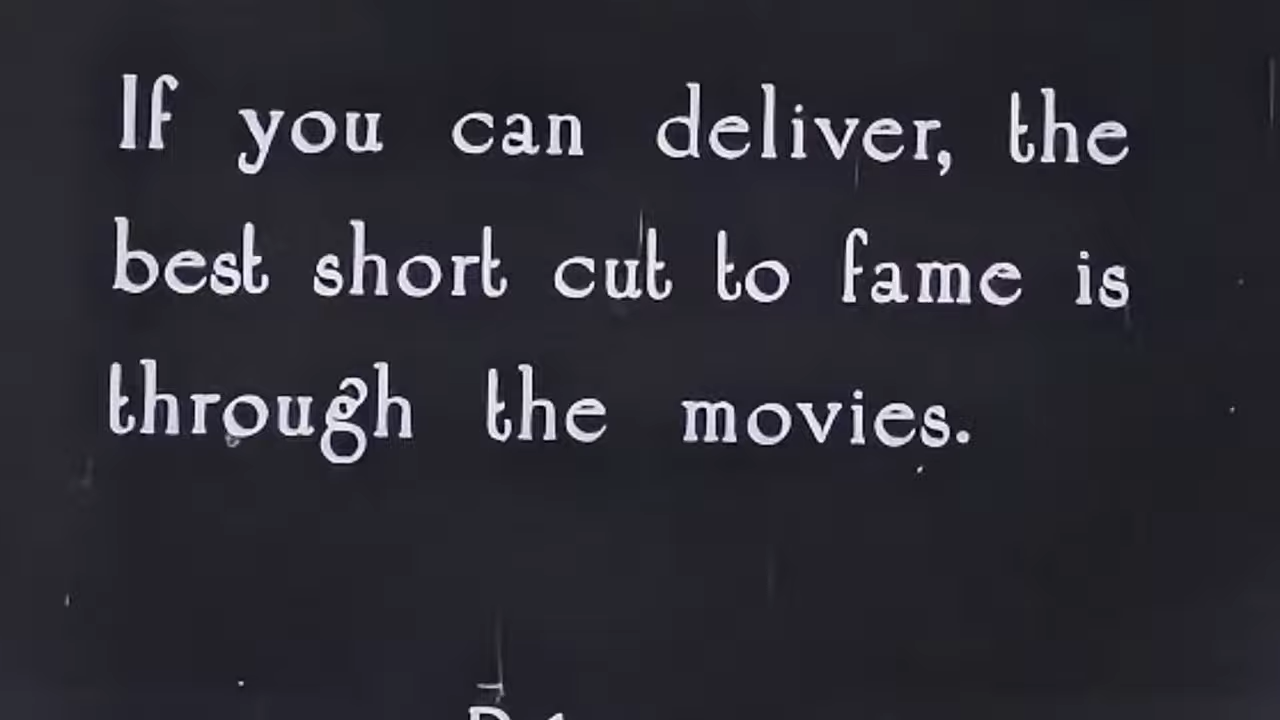 If you can deliver, the
best short cut to fame is
through the movies.